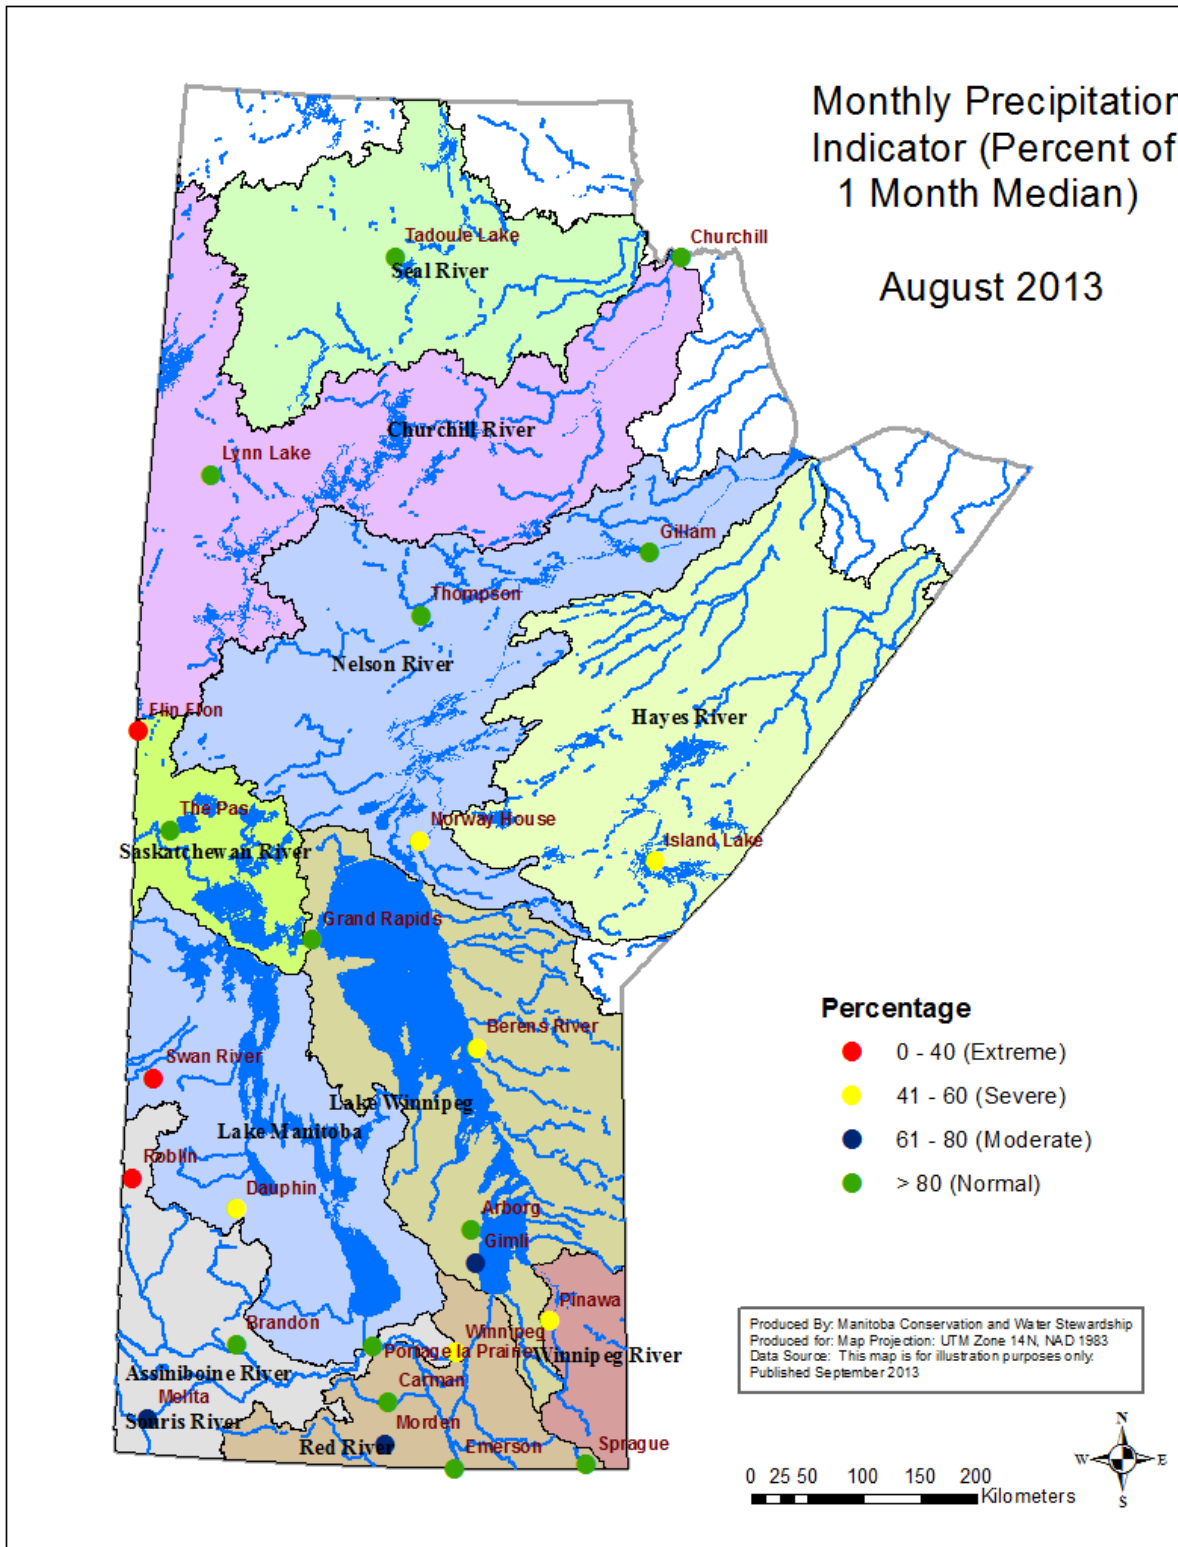 Monthly Precipitation
Indicator (Percent of
1 Month Median)
August 2013
Tadoule Lake
Seal River
Churchill
Churchill River
Lynn Lake
Gillam
Thompson
Nelson River
Hayes River
Flin Flon
The Pas
Saskatchewan River
Norway House
Island Lake
Grand Rapids
Berens River
Swan River
Lake Winnipeg
Lake Manitoba
Roblin
Dauphin
Arborg
Gimli
Pinawa
Brandon
Winnipeg
Portage la Prairie
Winnipeg River
Assiniboine River
Carman
Melita
Souris River
Morden
Red River
Emerson
Sprague
Percentage
0 - 40 (Extreme)
41 - 60 (Severe)
61 - 80 (Moderate)
> 80 (Normal)
Produced By: Manitoba Conservation and Water Stewardship
Produced for: Map Projection: UTM Zone 14N, NAD 1983
Data Source: This map is for illustration purposes only.
Published September 2013
N
W
E
S
0 25 50 100 150 200
Kilometers